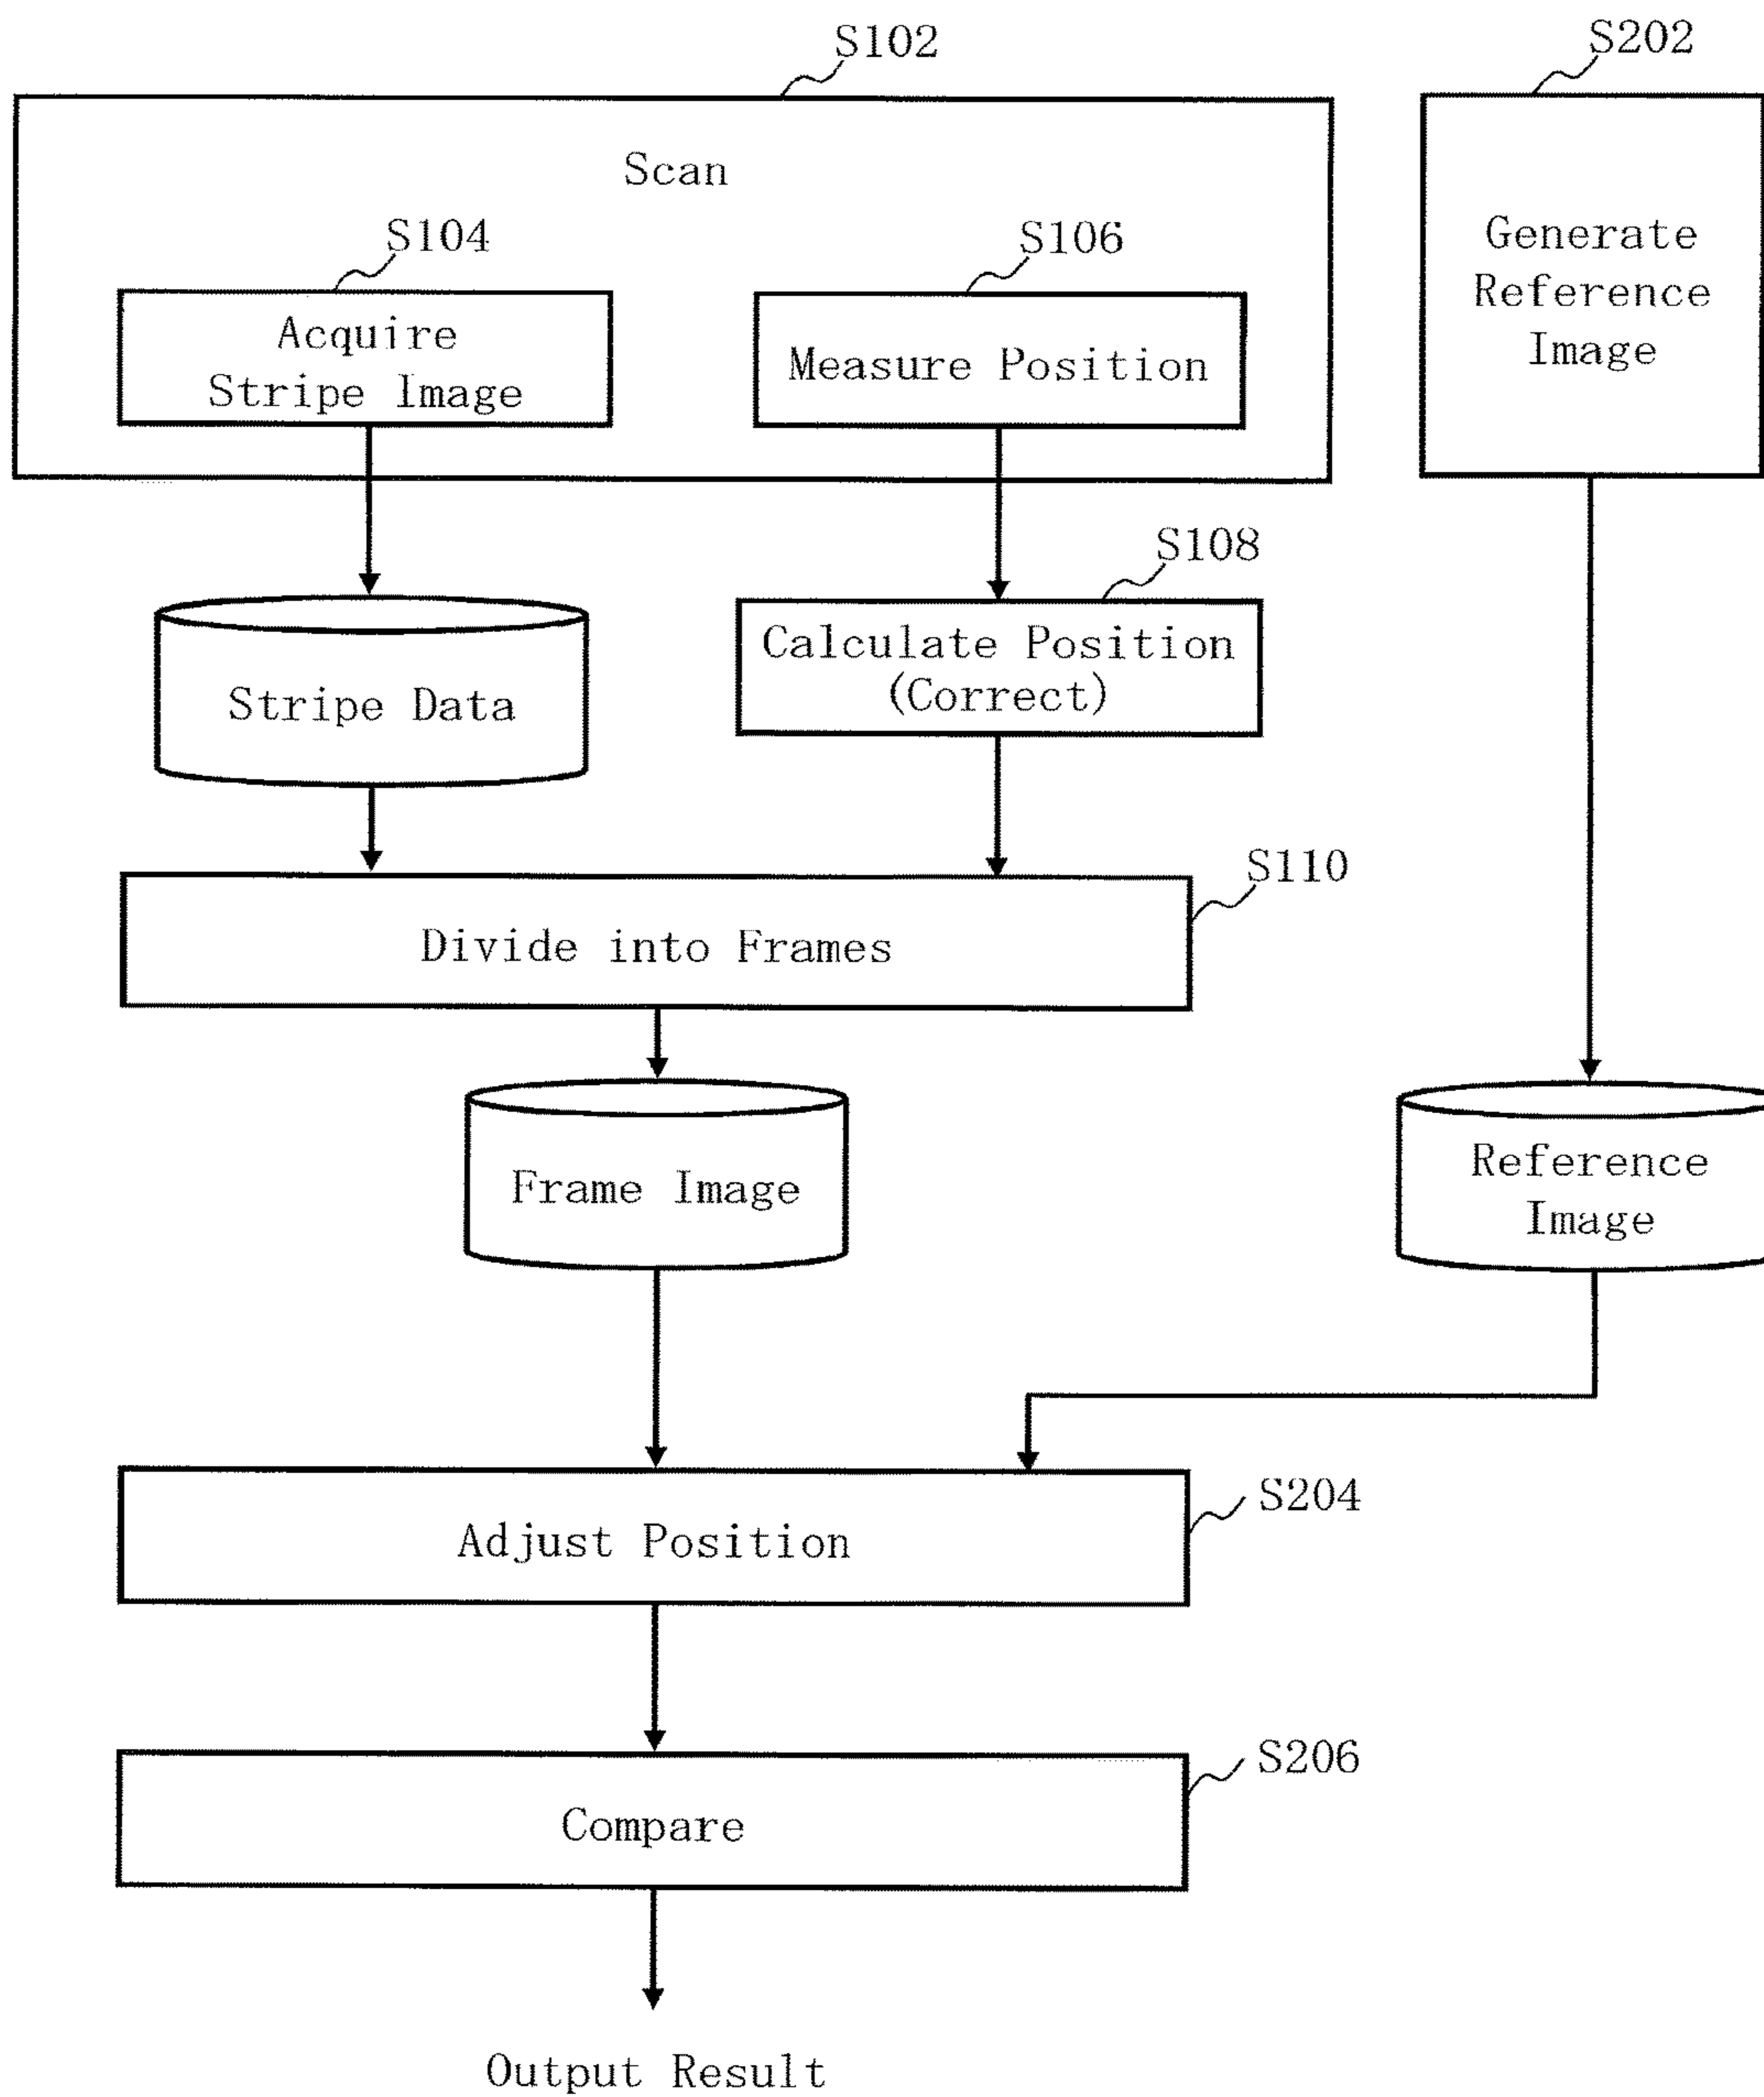 S102
S202
Scan
Generate
Reference
Image
S104
S106
Acquire
Stripe Image
Measure Position
S108
Stripe Data
Calculate Position
(Correct)
S110
Divide into Frames
Frame Image
Reference
Image
S204
Adjust Position
S206
Compare
Output Result